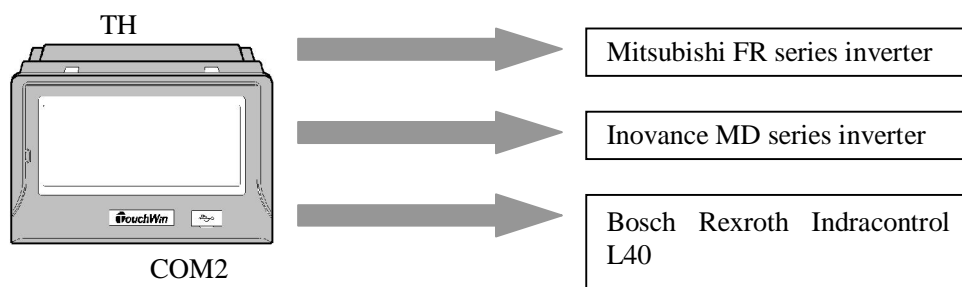 TH
Mitsubishi FR series inverter
Inovance MD series inverter
TouchWin
Bosch Rexroth Indracontrol
L40
COM2